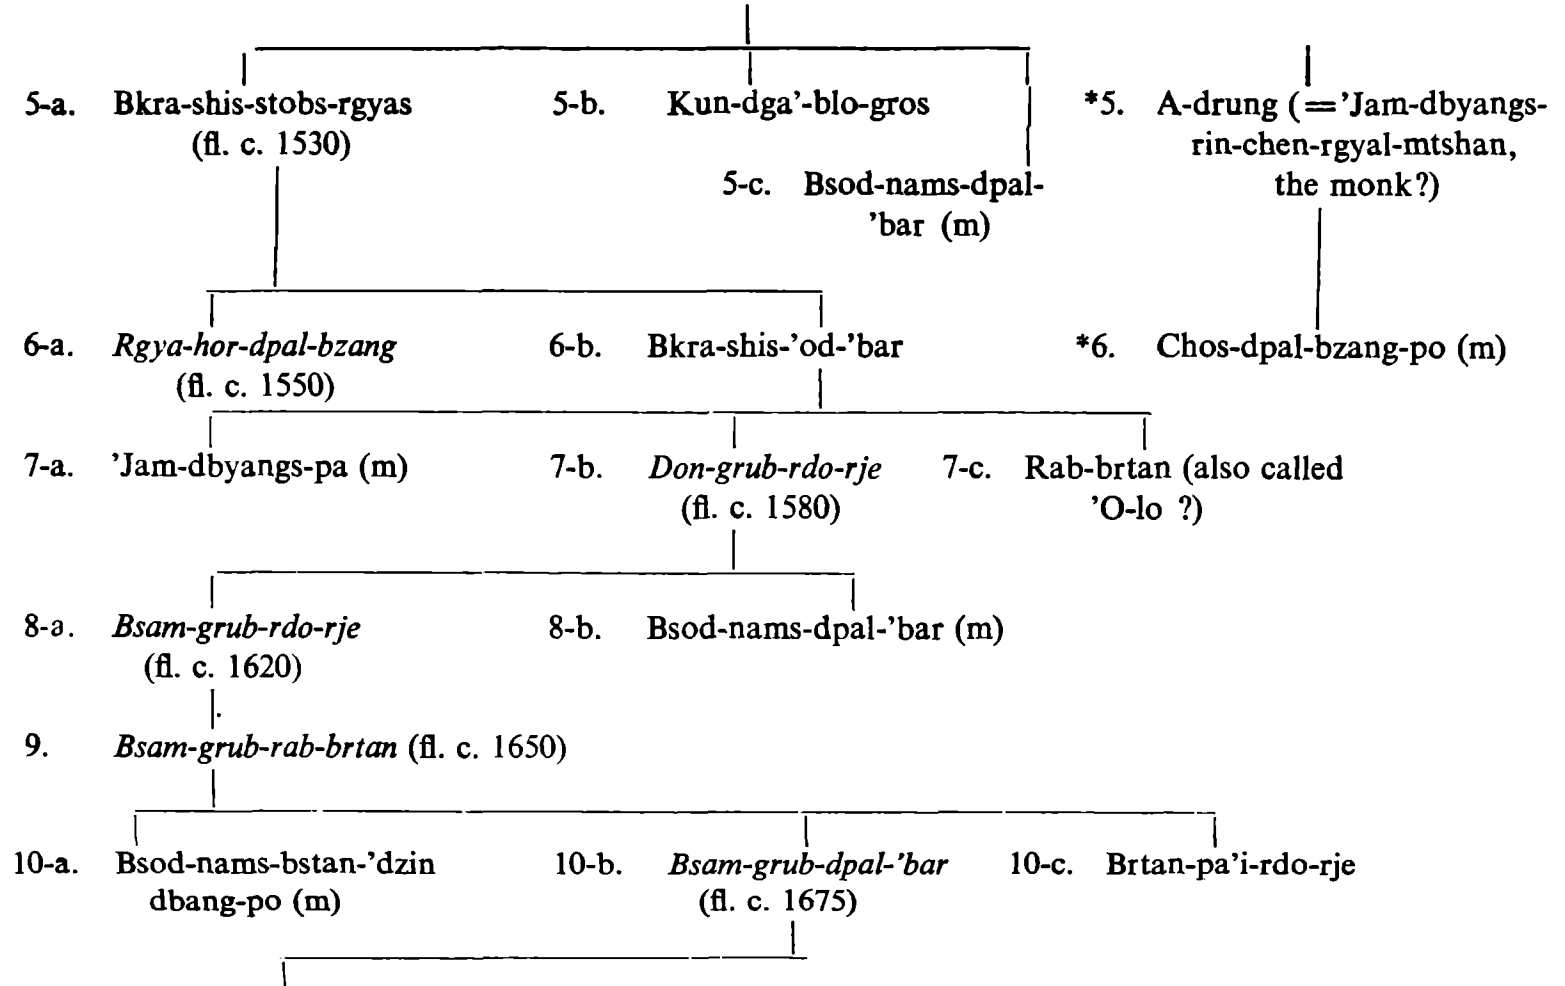 5-a. Bkra-shis-stobs-rgyas
(fl. c. 1530)
5-b. Kun-dga’-blo-gros
5-c. Bsod-nams-dpal-
’bar (m)
*5. A-drung (=’Jam-dbyangs-
rin-chen-rgyal-mtshan,
the monk?)
6-a. Rgya-hor-dpal-bzang
(fl. c. 1550)
6-b. Bkra-shis-’od-’bar
*6. Chos-dpal-bzang-po (m)
7-a. ’Jam-dbyangs-pa (m)
7-b. Don-grub-rdo-rje
(fl. c. 1580)
7-c. Rab-brtan (also called
’O-lo ?)
8-a. Bsam-grub-rdo-rje
(fl. c. 1620)
8-b. Bsod-nams-dpal-’bar (m)
9. Bsam-grub-rab-brtan (fl. c. 1650)
10-a. Bsod-nams-bstan-’dzin
dbang-po (m)
10-b. Bsam-grub-dpal-’bar
(fl. c. 1675)
10-c. Brtan-pa’i-rdo-rje